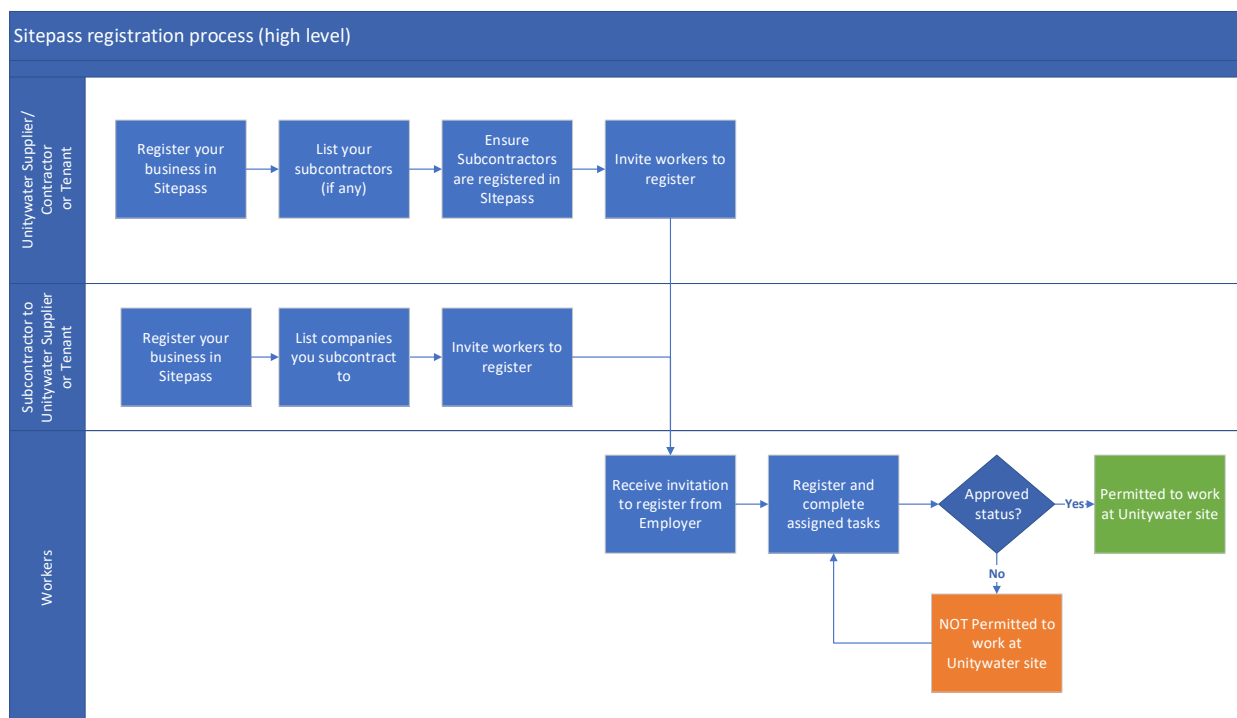 Sitepass registration process (high level)
Unitywater Supplier/
Contractor
or Tenant
Register your
business in
Sitepass
List your
subcontractors
(if any)
Ensure
Subcontractors
are registered in
SItepass
Invite workers to
register
Subcontractor to
Unitywater Supplier
or Tenant
Register your
business in
Sitepass
List companies
you subcontract
to
Invite workers to
register
Workers
Receive invitation
to register from
Employer
Register and
complete
assigned tasks
Approved
status?
Yes
Permitted to work
at Unitywater site
No
NOT Permitted to
work at
Unitywater site